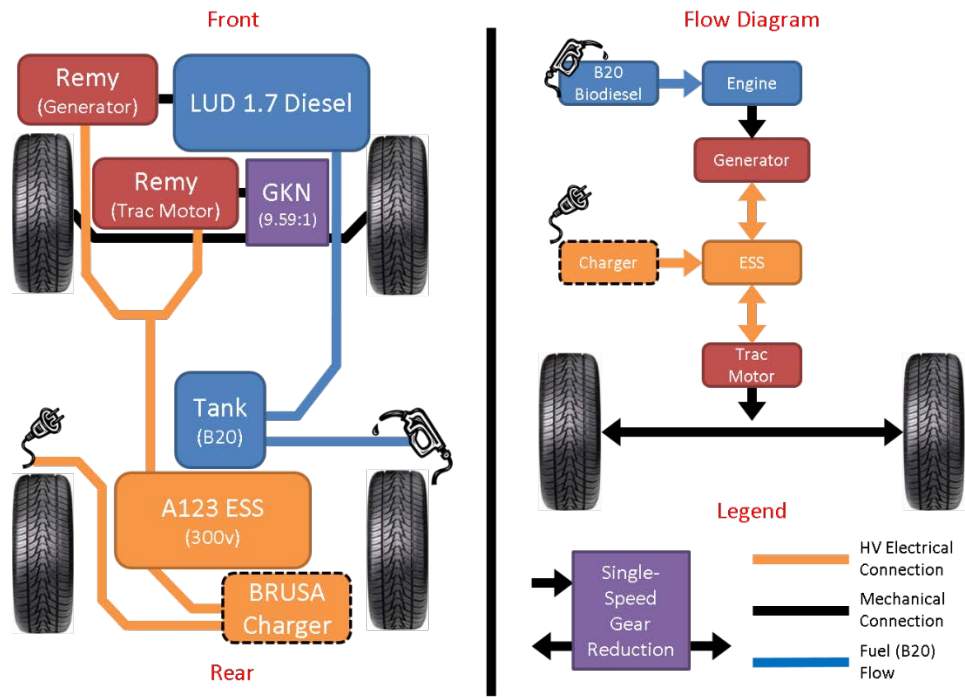 Front
Remy
(Generator)
LUD 1.7 Diesel
Remy
(Trac Motor)
GKN
(9.59:1)
Tank
(B20)
A123 ESS
(300v)
BRUSA
Charger
Rear
Flow Diagram
B20
Biodiesel
Engine
Generator
Charger
ESS
Trac
Motor
Legend
Single-
Speed
Gear
Reduction
HV Electrical
Connection
Mechanical
Connection
Fuel (B20)
Flow